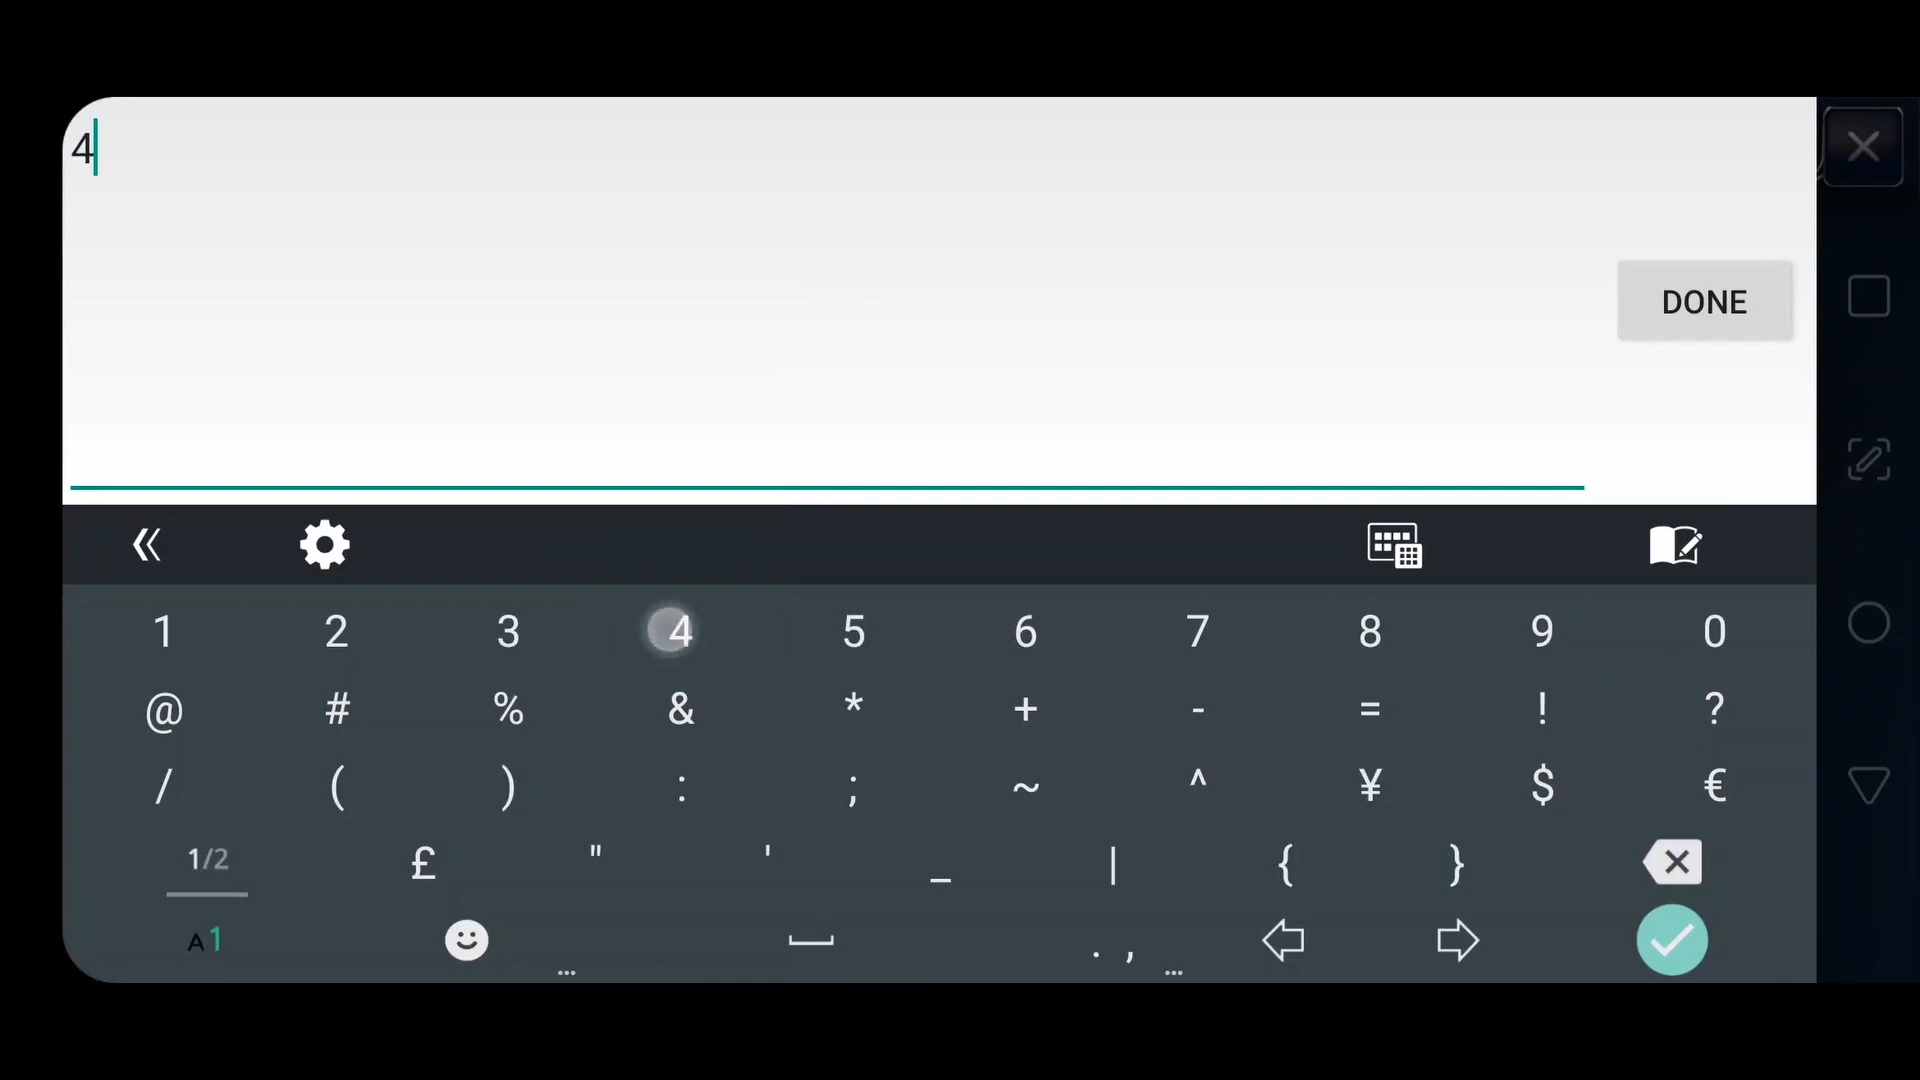 4
DONE
1 2 3 4 5 6 7 8 9 0
@ # % & * + - = ! ?
/ ( ) : ; ~ ^ ¥ $ €
1/2 £ " ' _ | { }
A1 ... . , ...